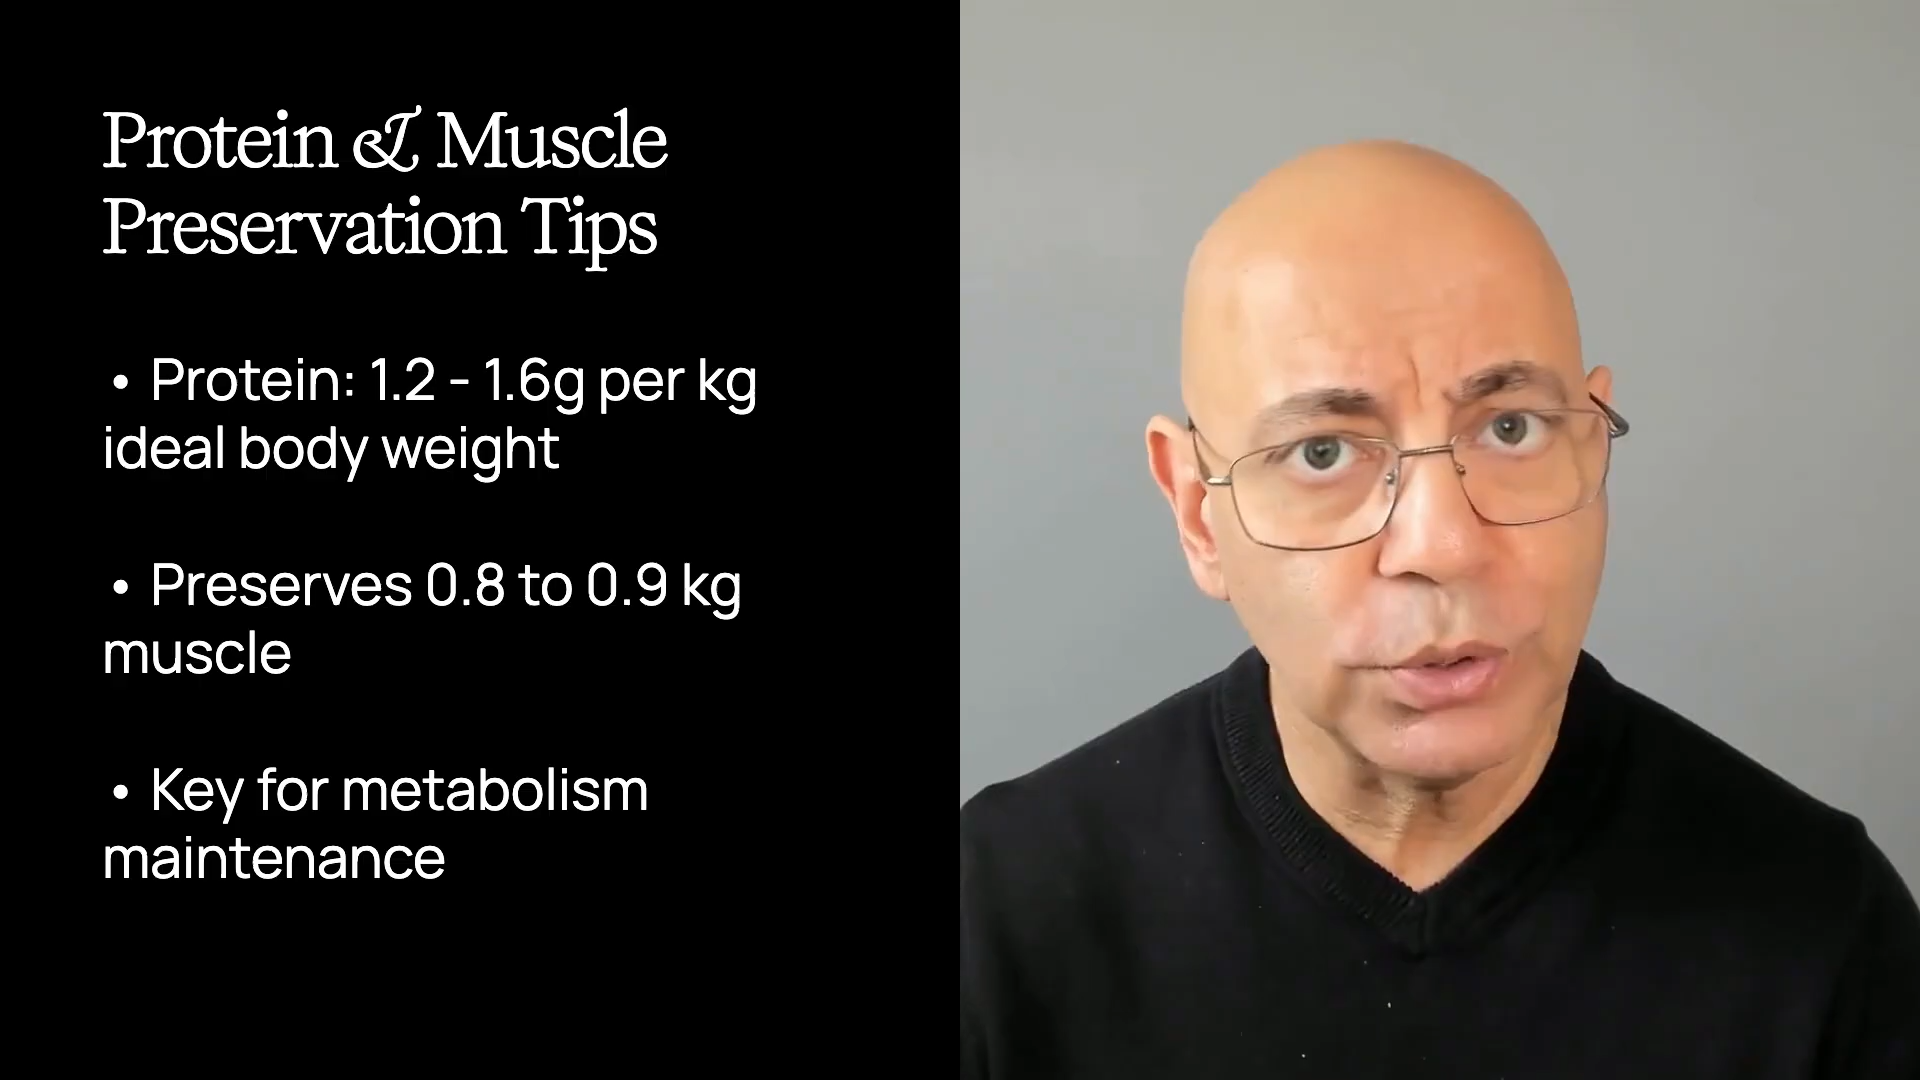 Protein & Muscle
Preservation Tips
• Protein: 1.2 - 1.6g per kg
ideal body weight
• Preserves 0.8 to 0.9 kg
muscle
• Key for metabolism
maintenance